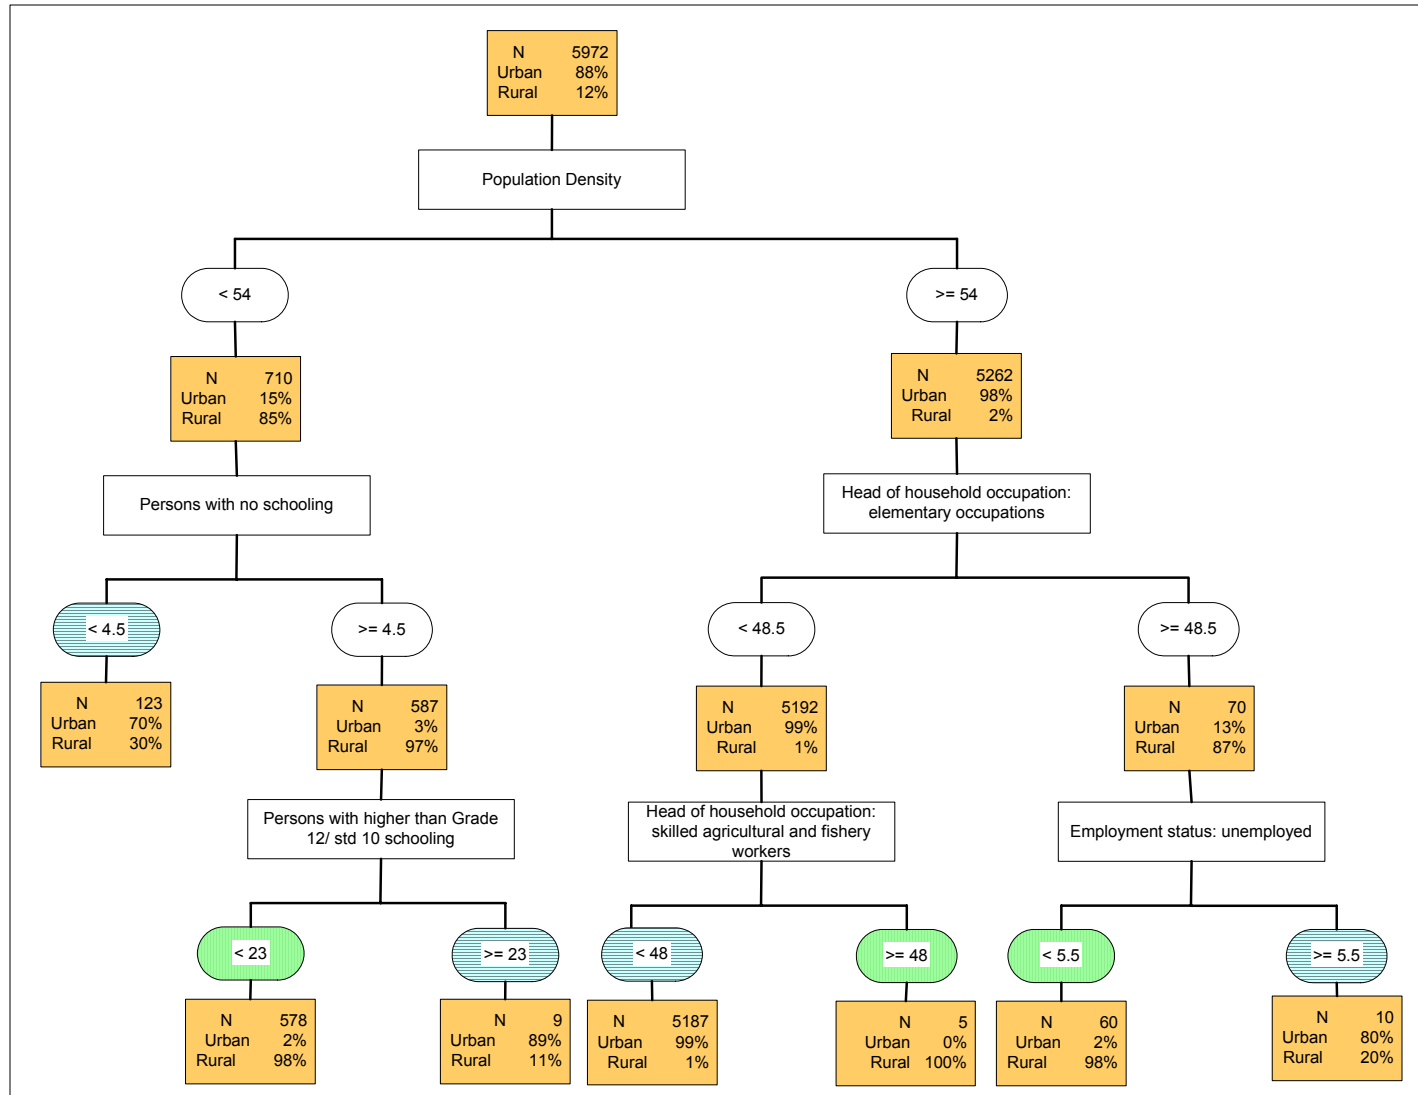 N 5972
Urban 88%
Rural 12%
Population Density
< 54
>= 54
N 710
Urban 15%
Rural 85%
N 5262
Urban 98%
Rural 2%
Persons with no schooling
Head of household occupation:
elementary occupations
< 4.5
>= 4.5
< 48.5
>= 48.5
N 123
Urban 70%
Rural 30%
N 587
Urban 3%
Rural 97%
N 5192
Urban 99%
Rural 1%
N 70
Urban 13%
Rural 87%
Persons with higher than Grade
12/ std 10 schooling
Head of household occupation:
skilled agricultural and fishery
workers
Employment status: unemployed
< 23
>= 23
< 48
>= 48
< 5.5
>= 5.5
N 578
Urban 2%
Rural 98%
N 9
Urban 89%
Rural 11%
N 5187
Urban 99%
Rural 1%
N 5
Urban 0%
Rural 100%
N 60
Urban 2%
Rural 98%
N 10
Urban 80%
Rural 20%